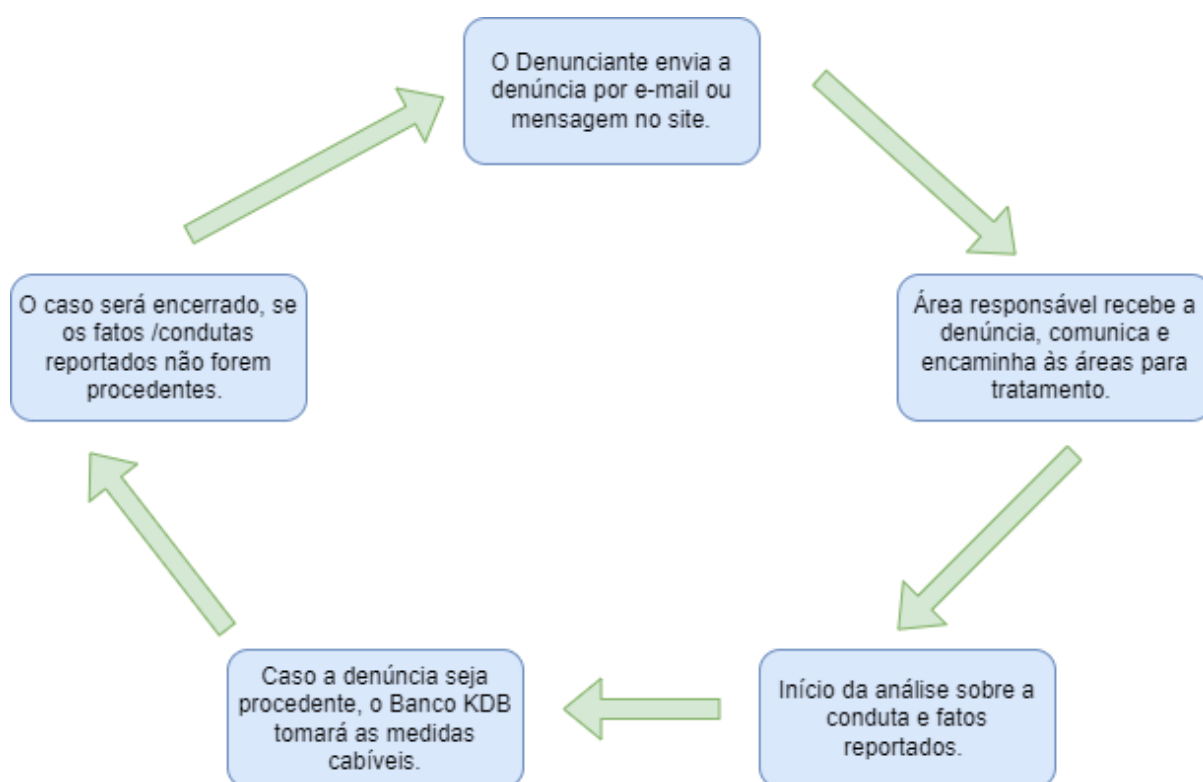 O Denunciante envia a
denúncia por e-mail ou
mensagem no site.
Área responsável recebe a
denúncia, comunica e
encaminha às áreas para
tratamento.
Início da análise sobre a
conduta e fatos
reportados.
Caso a denúncia seja
procedente, o Banco KDB
tomará as medidas
cabíveis.
O caso será encerrado, se
os fatos /condutas
reportados não forem
procedentes.